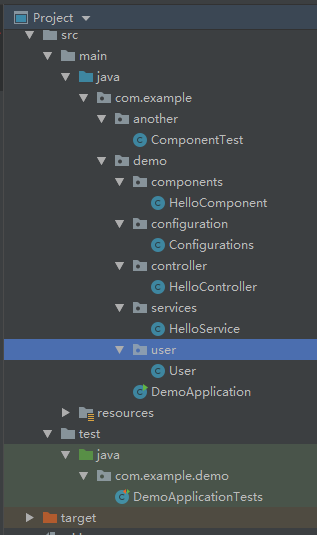 Project
src
main
java
com.example
another
ComponentTest
demo
components
HelloComponent
configuration
Configurations
controller
HelloController
services
HelloService
user
User
DemoApplication
resources
test
java
com.example.demo
DemoApplicationTests
target